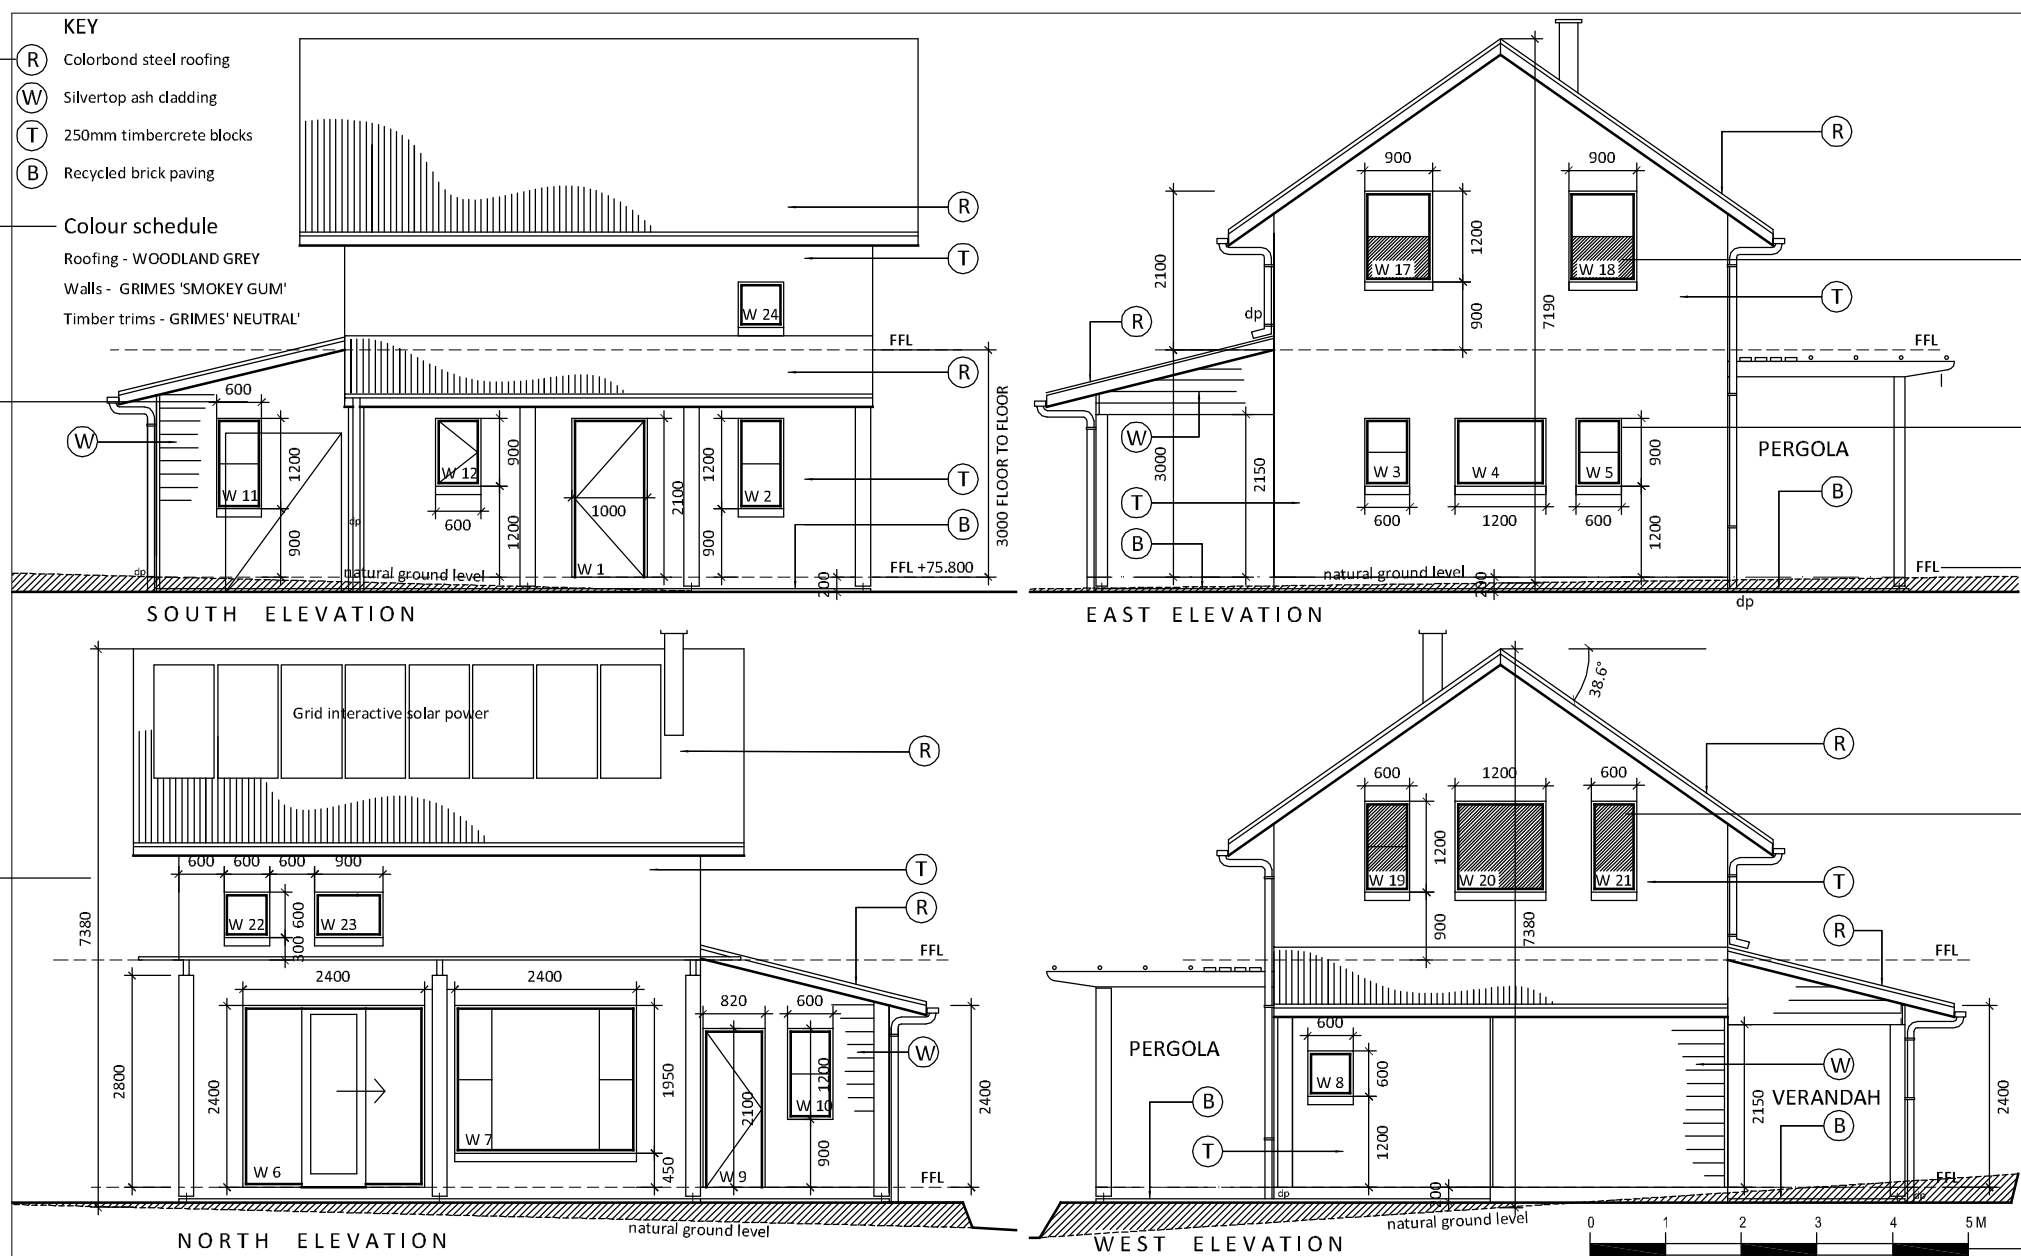 KEY
R Colorbond steel roofing
W Silvertop ash cladding
T 250mm timbercrete blocks
B Recycled brick paving
Colour schedule
Roofing - WOODLAND GREY
Walls - GRIMES 'SMOKEY GUM'
Timber trims - GRIMES' NEUTRAL'
R
T
W 24
FFL
R
600
W
1200
W 11
900
dp
dp
W 12
900
600
1200
1000
2100
W 1
1200
W 2
900
T
B
3000 FLOOR TO FLOOR
FFL +75.800
natural ground level
200
SOUTH ELEVATION
R
900
900
1200
2100
W 17
W 18
T
900
7190
dp
R
FFL
W
3000
2150
W 3
W 4
W 5
900
PERGOLA
B
T
600
1200
600
1200
B
FFL
natural ground level
200
dp
EAST ELEVATION
Grid interactive solar power
R
600
600
600
900
T
W 22
600
W 23
300
R
7380
FFL
2400
2400
820
600
2800
2400
1950
W
1200
W 10
2100
2400
W 7
450
900
W 6
W 9
FFL
natural ground level
NORTH ELEVATION
38.6°
R
600
1200
600
1200
W 19
W 20
W 21
T
900
7380
R
FFL
PERGOLA
600
W 8
600
W
2150
VERANDAH
2400
B
B
T
1200
FFL
dp
200
dp
natural ground level
WEST ELEVATION
0 1 2 3 4 5 M